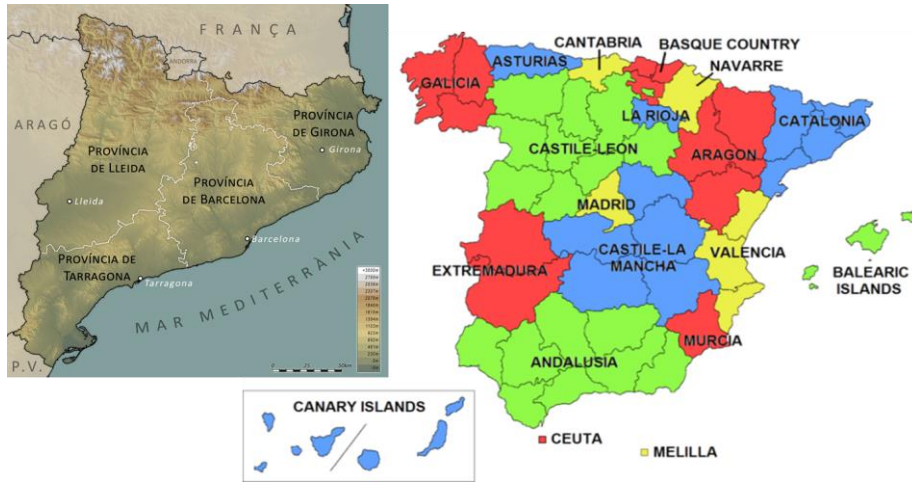 FRANÇA
ANDORRA
ARAGÓ
PROVÍNCIA
DE GIRONA
Girona
PROVÍNCIA
DE LLEIDA
PROVÍNCIA
DE BARCELONA
Lleida
Barcelona
PROVÍNCIA DE
TARRAGONA
Tarragona
MAR MEDITERRÀNIA
P.V.
CANTABRIA
BASQUE COUNTRY
ASTURIAS
NAVARRE
GALICIA
LA RIOJA
CATALONIA
CASTILE-LEÓN
ARAGON
MADRID
VALENCIA
CASTILE-LA
MANCHA
EXTREMADURA
BALEARIC
ISLANDS
MURCIA
ANDALUSIA
CANARY ISLANDS
CEUTA
MELILLA